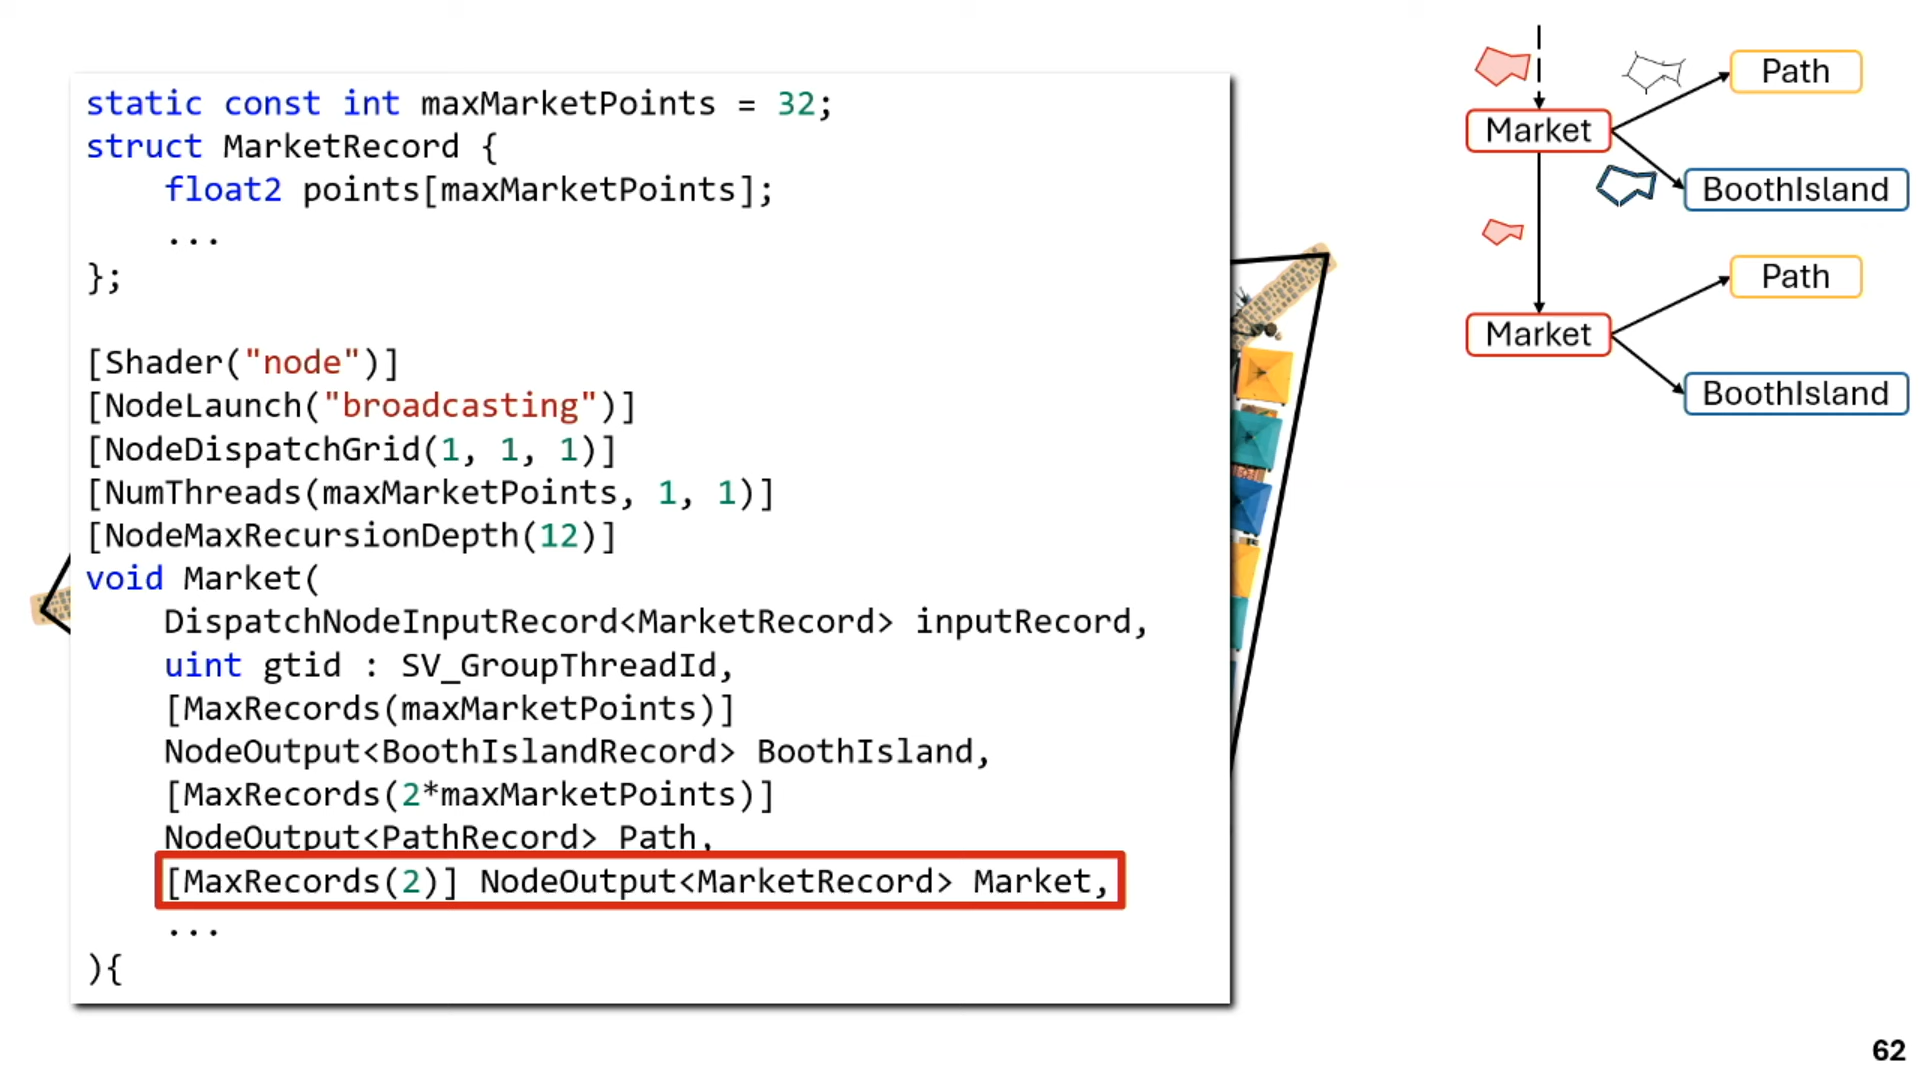 static const int maxMarketPoints = 32;
struct MarketRecord {
float2 points[maxMarketPoints];
...
};
[Shader("node")]
[NodeLaunch("broadcasting")]
[NodeDispatchGrid(1, 1, 1)]
[NumThreads(maxMarketPoints, 1, 1)]
[NodeMaxRecursionDepth(12)]
void Market(
DispatchNodeInputRecord<MarketRecord> inputRecord,
uint gtid : SV_GroupThreadId,
[MaxRecords(maxMarketPoints)]
NodeOutput<BoothIslandRecord> BoothIsland,
[MaxRecords(2*maxMarketPoints)]
NodeOutput<PathRecord> Path,
[MaxRecords(2)] NodeOutput<MarketRecord> Market,
...
){
Path
Market
BoothIsland
Path
Market
BoothIsland
62